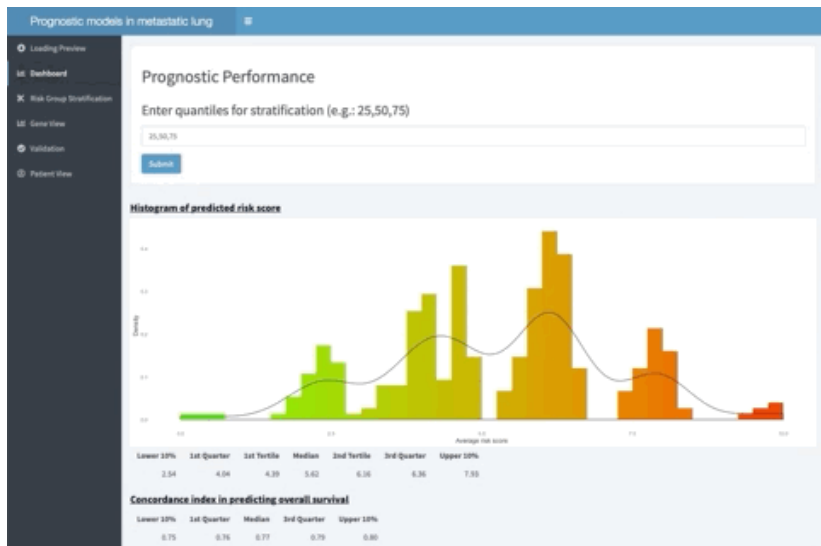 Prognostic models in metastatic lung
Loading Preview
Dashboard
Risk Group Stratification
Gene View
Validation
Patient View
Prognostic Performance
Enter quantiles for stratification (e.g.: 25,50,75)
25,50,75
Submit
Histogram of predicted risk score
Density
0.0
Average risk score
Lower 10% 1st Quarter 1st Tertile Median 2nd Tertile 3rd Quarter Upper 10%
2.54 4.04 4.39 5.62 6.16 6.36 7.93
Concordance index in predicting overall survival
Lower 10% 1st Quarter Median 3rd Quarter Upper 10%
0.75 0.76 0.77 0.79 0.80